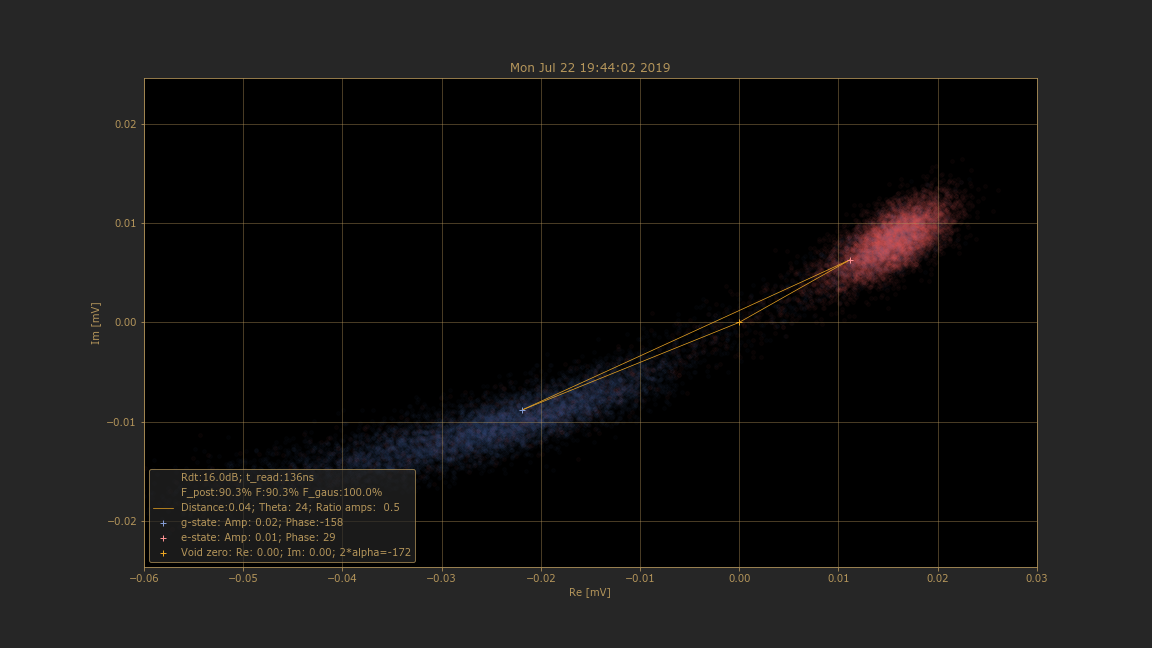 Mon Jul 22 19:44:02 2019
0.02
0.01
0.00
−0.01
−0.02
Im [mV]
Rdt:16.0dB; t_read:136ns
F_post:90.3% F:90.3% F_gaus:100.0%
Distance:0.04; Theta: 24; Ratio amps:  0.5
g-state: Amp: 0.02; Phase:-158
e-state: Amp: 0.01; Phase: 29
Void zero: Re: 0.00; Im: 0.00; 2*alpha=-172
−0.06 −0.05 −0.04 −0.03 −0.02 −0.01 0.00 0.01 0.02 0.03
Re [mV]